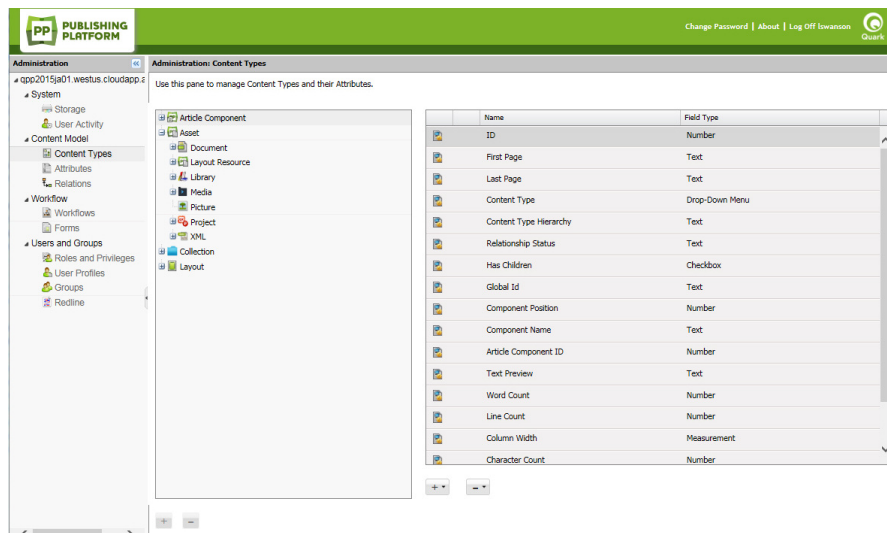 PP PUBLISHING PLATFORM
Change Password | About | Log Off lswanson
Quark
Administration
Administration: Content Types
qpp2015ja01.westus.cloudapp.a
Use this pane to manage Content Types and their Attributes.
System
Storage
User Activity
Content Model
Content Types
Attributes
Relations
Workflow
Workflows
Forms
Users and Groups
Roles and Privileges
User Profiles
Groups
Redline
Article Component
Asset
Document
Layout Resource
Library
Media
Picture
Project
XML
Collection
Layout
Name Field Type
ID Number
First Page Text
Last Page Text
Content Type Drop-Down Menu
Content Type Hierarchy Text
Relationship Status Text
Has Children Checkbox
Global Id Text
Component Position Number
Component Name Text
Article Component ID Number
Text Preview Text
Word Count Number
Line Count Number
Column Width Measurement
Character Count Number